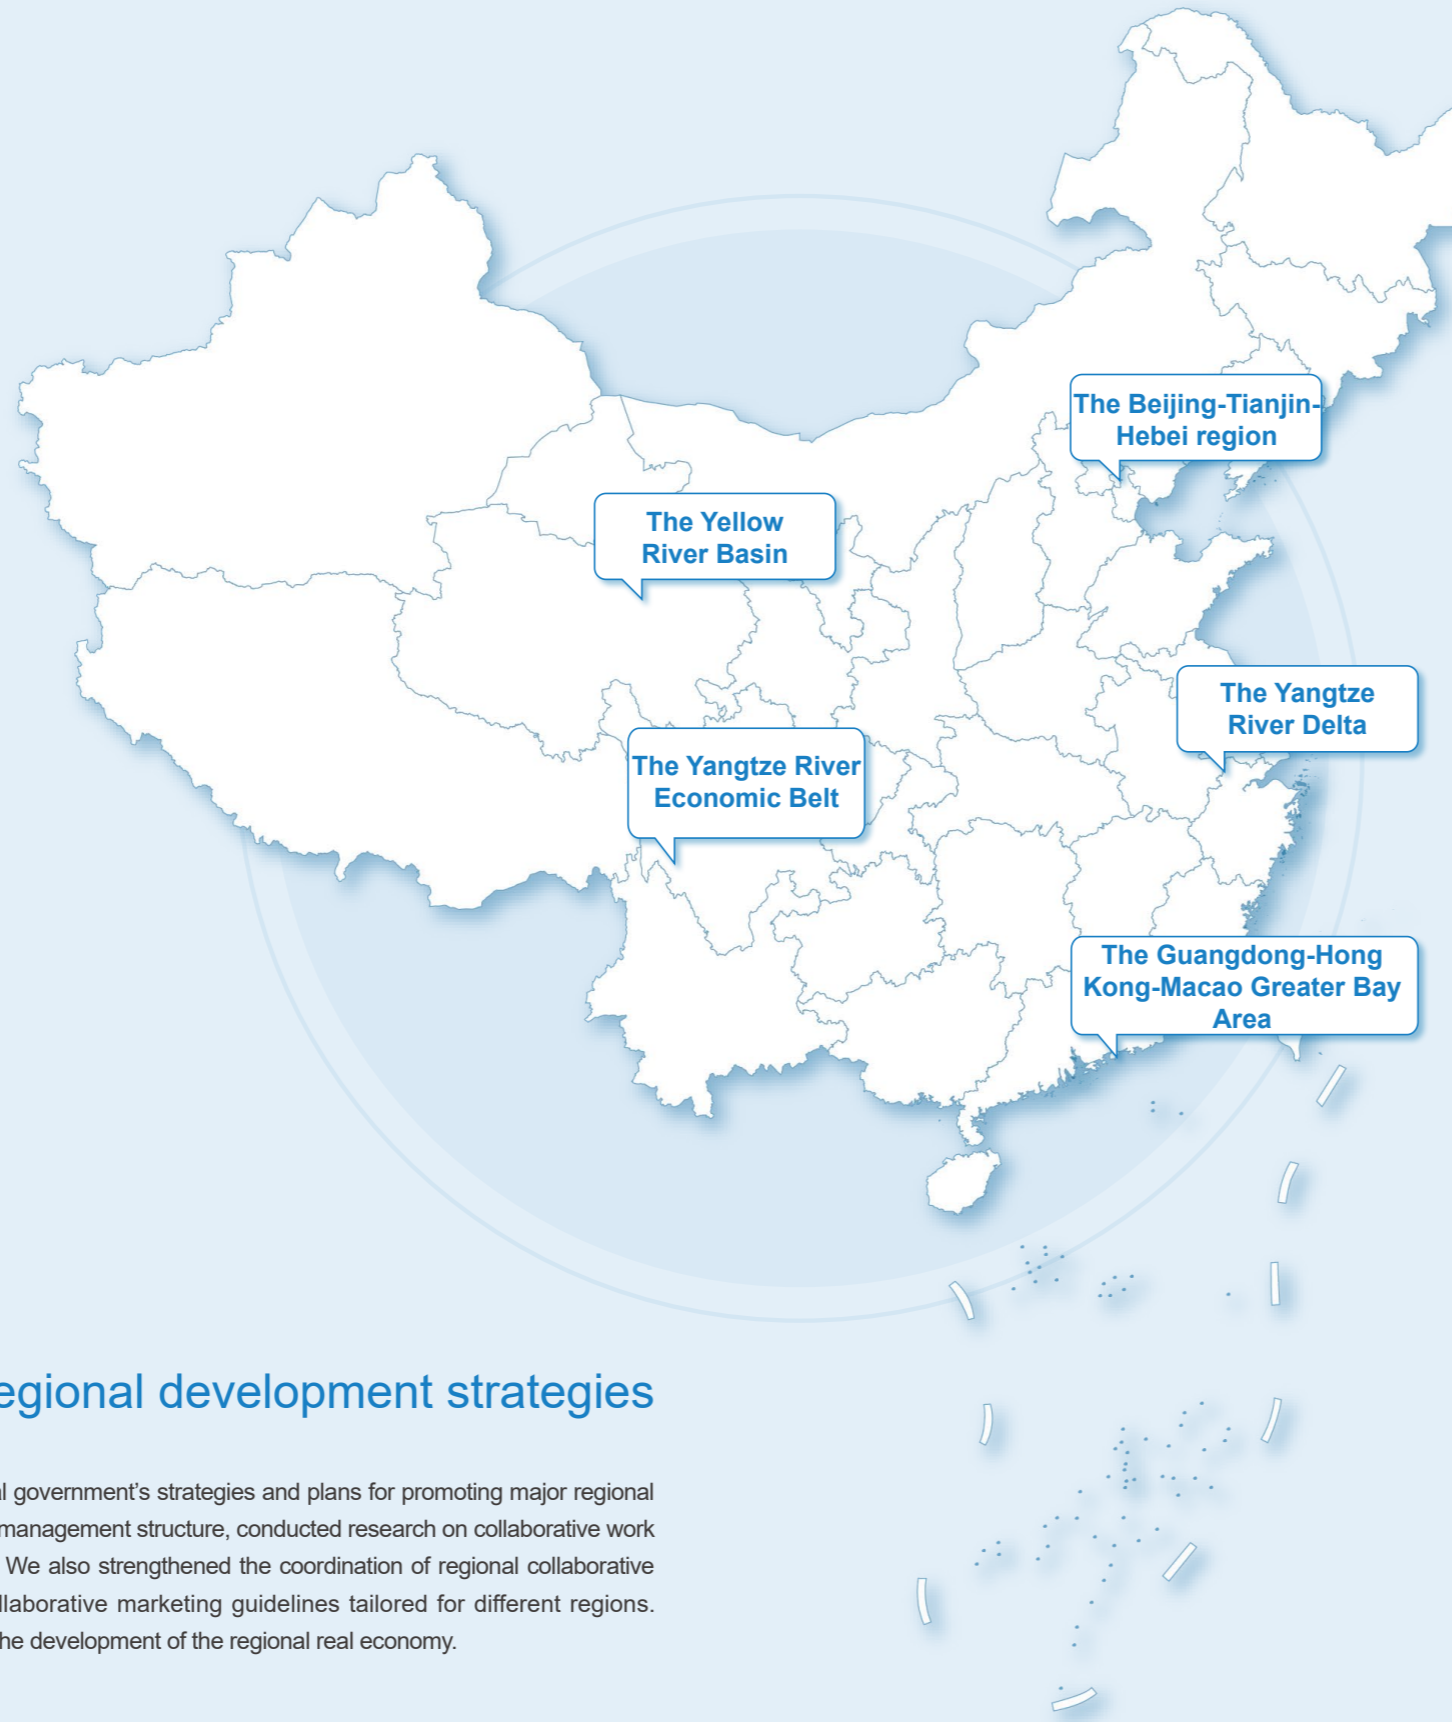 The Beijing-Tianjin-
Hebei region
The Yellow
River Basin
The Yangtze
River Delta
The Yangtze River
Economic Belt
The Guangdong-Hong
Kong-Macao Greater Bay
Area
egional development strategies
al government’s strategies and plans for promoting major regional
management structure, conducted research on collaborative work
We also strengthened the coordination of regional collaborative
llaborative marketing guidelines tailored for different regions.
he development of the regional real economy.